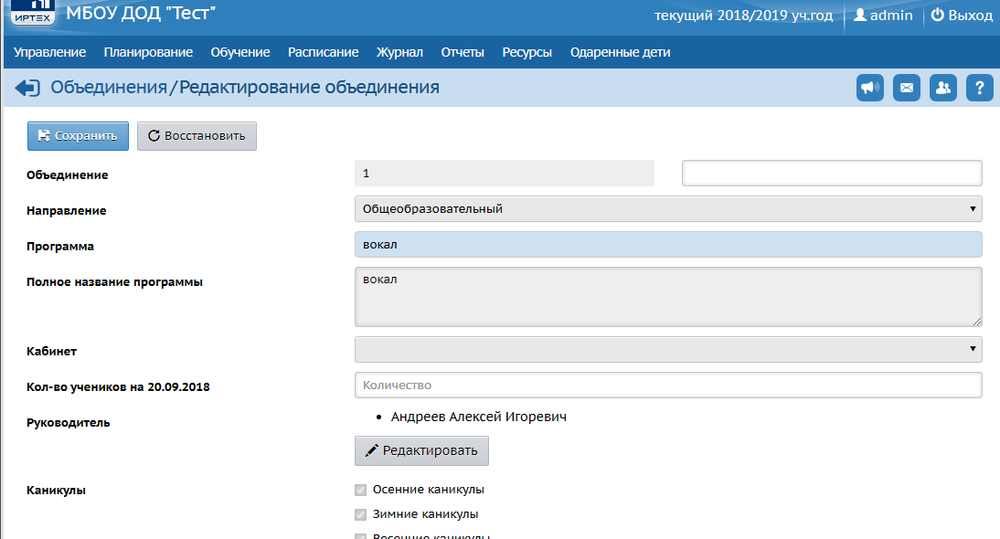 ИРТЕХ
МБОУ ДОД "Тест"
текущий 2018/2019 уч.год
admin
Выход
Управление Планирование Обучение Расписание Журнал Отчеты Ресурсы Одаренные дети
Объединения/Редактирование объединения
?
Сохранить
Восстановить
Объединение 1
Направление Общеобразовательный
Программа вокал
Полное название программы вокал
Кабинет
Кол-во учеников на 20.09.2018 Количество
Руководитель • Андреев Алексей Игоревич
Редактировать
Каникулы Осенние каникулы
Зимние каникулы
Весенние каникулы